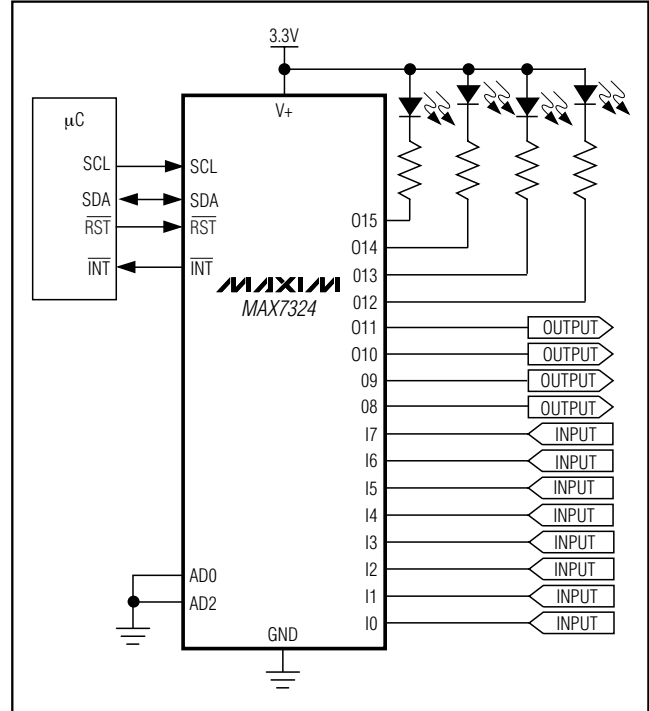 3.3V
μC
SCL
SDA
RST
INT
V+
SCL
SDA
RST
INT
AD0
AD2
GND
MAXIM
MAX7324
O15
O14
O13
O12
O11
O10
O9
O8
I7
I6
I5
I4
I3
I2
I1
I0
OUTPUT
OUTPUT
OUTPUT
OUTPUT
INPUT
INPUT
INPUT
INPUT
INPUT
INPUT
INPUT
INPUT